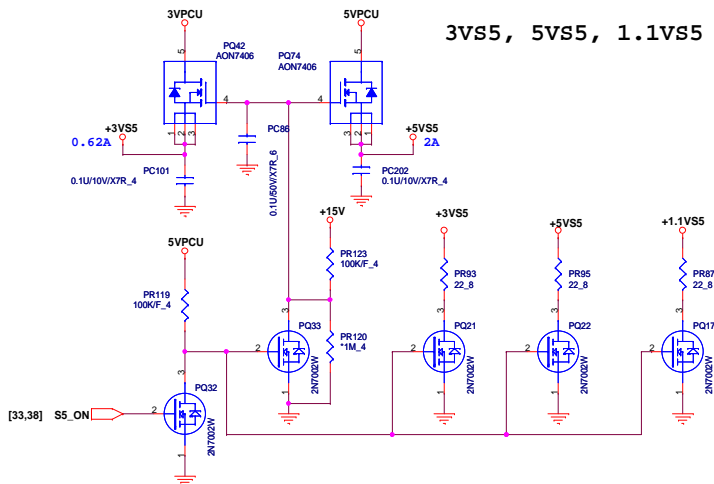 3VPCU
5VPCU
3VS5, 5VS5, 1.1VS5
PQ42
AON7406
PQ74
AON7406
5
5
4
4
1
2
3
3
2
1
+3VS5
0.62A
PC86
0.1U/50V/X7R_6
+5VS5
2A
PC101
0.1U/10V/X7R_4
PC202
0.1U/10V/X7R_4
+15V
+3VS5
+5VS5
+1.1VS5
5VPCU
PR123
100K/F_4
PR93
22_8
PR95
22_8
PR87
22_8
PR119
100K/F_4
3
PQ33
2
1
2N7002W
PR120
*1M_4
3
PQ21
2
1
2N7002W
3
PQ22
2
1
2N7002W
3
PQ17
2
1
2N7002W
3
PQ32
[33,38] S5_ON
2
1
2N7002W